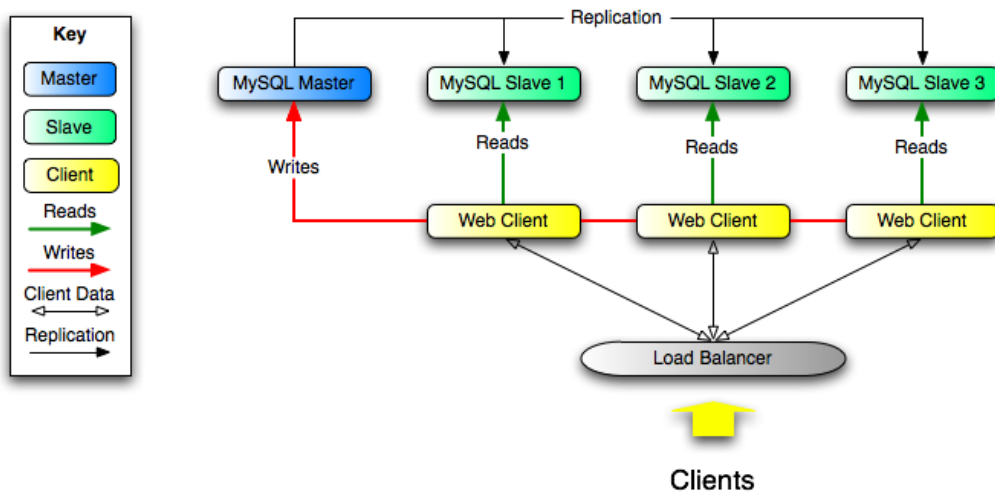 Key
Master
Slave
Client
Reads
Writes
Client Data
Replication
Replication
MySQL Master
MySQL Slave 1
MySQL Slave 2
MySQL Slave 3
Writes
Reads
Reads
Reads
Web Client
Web Client
Web Client
Load Balancer
Clients